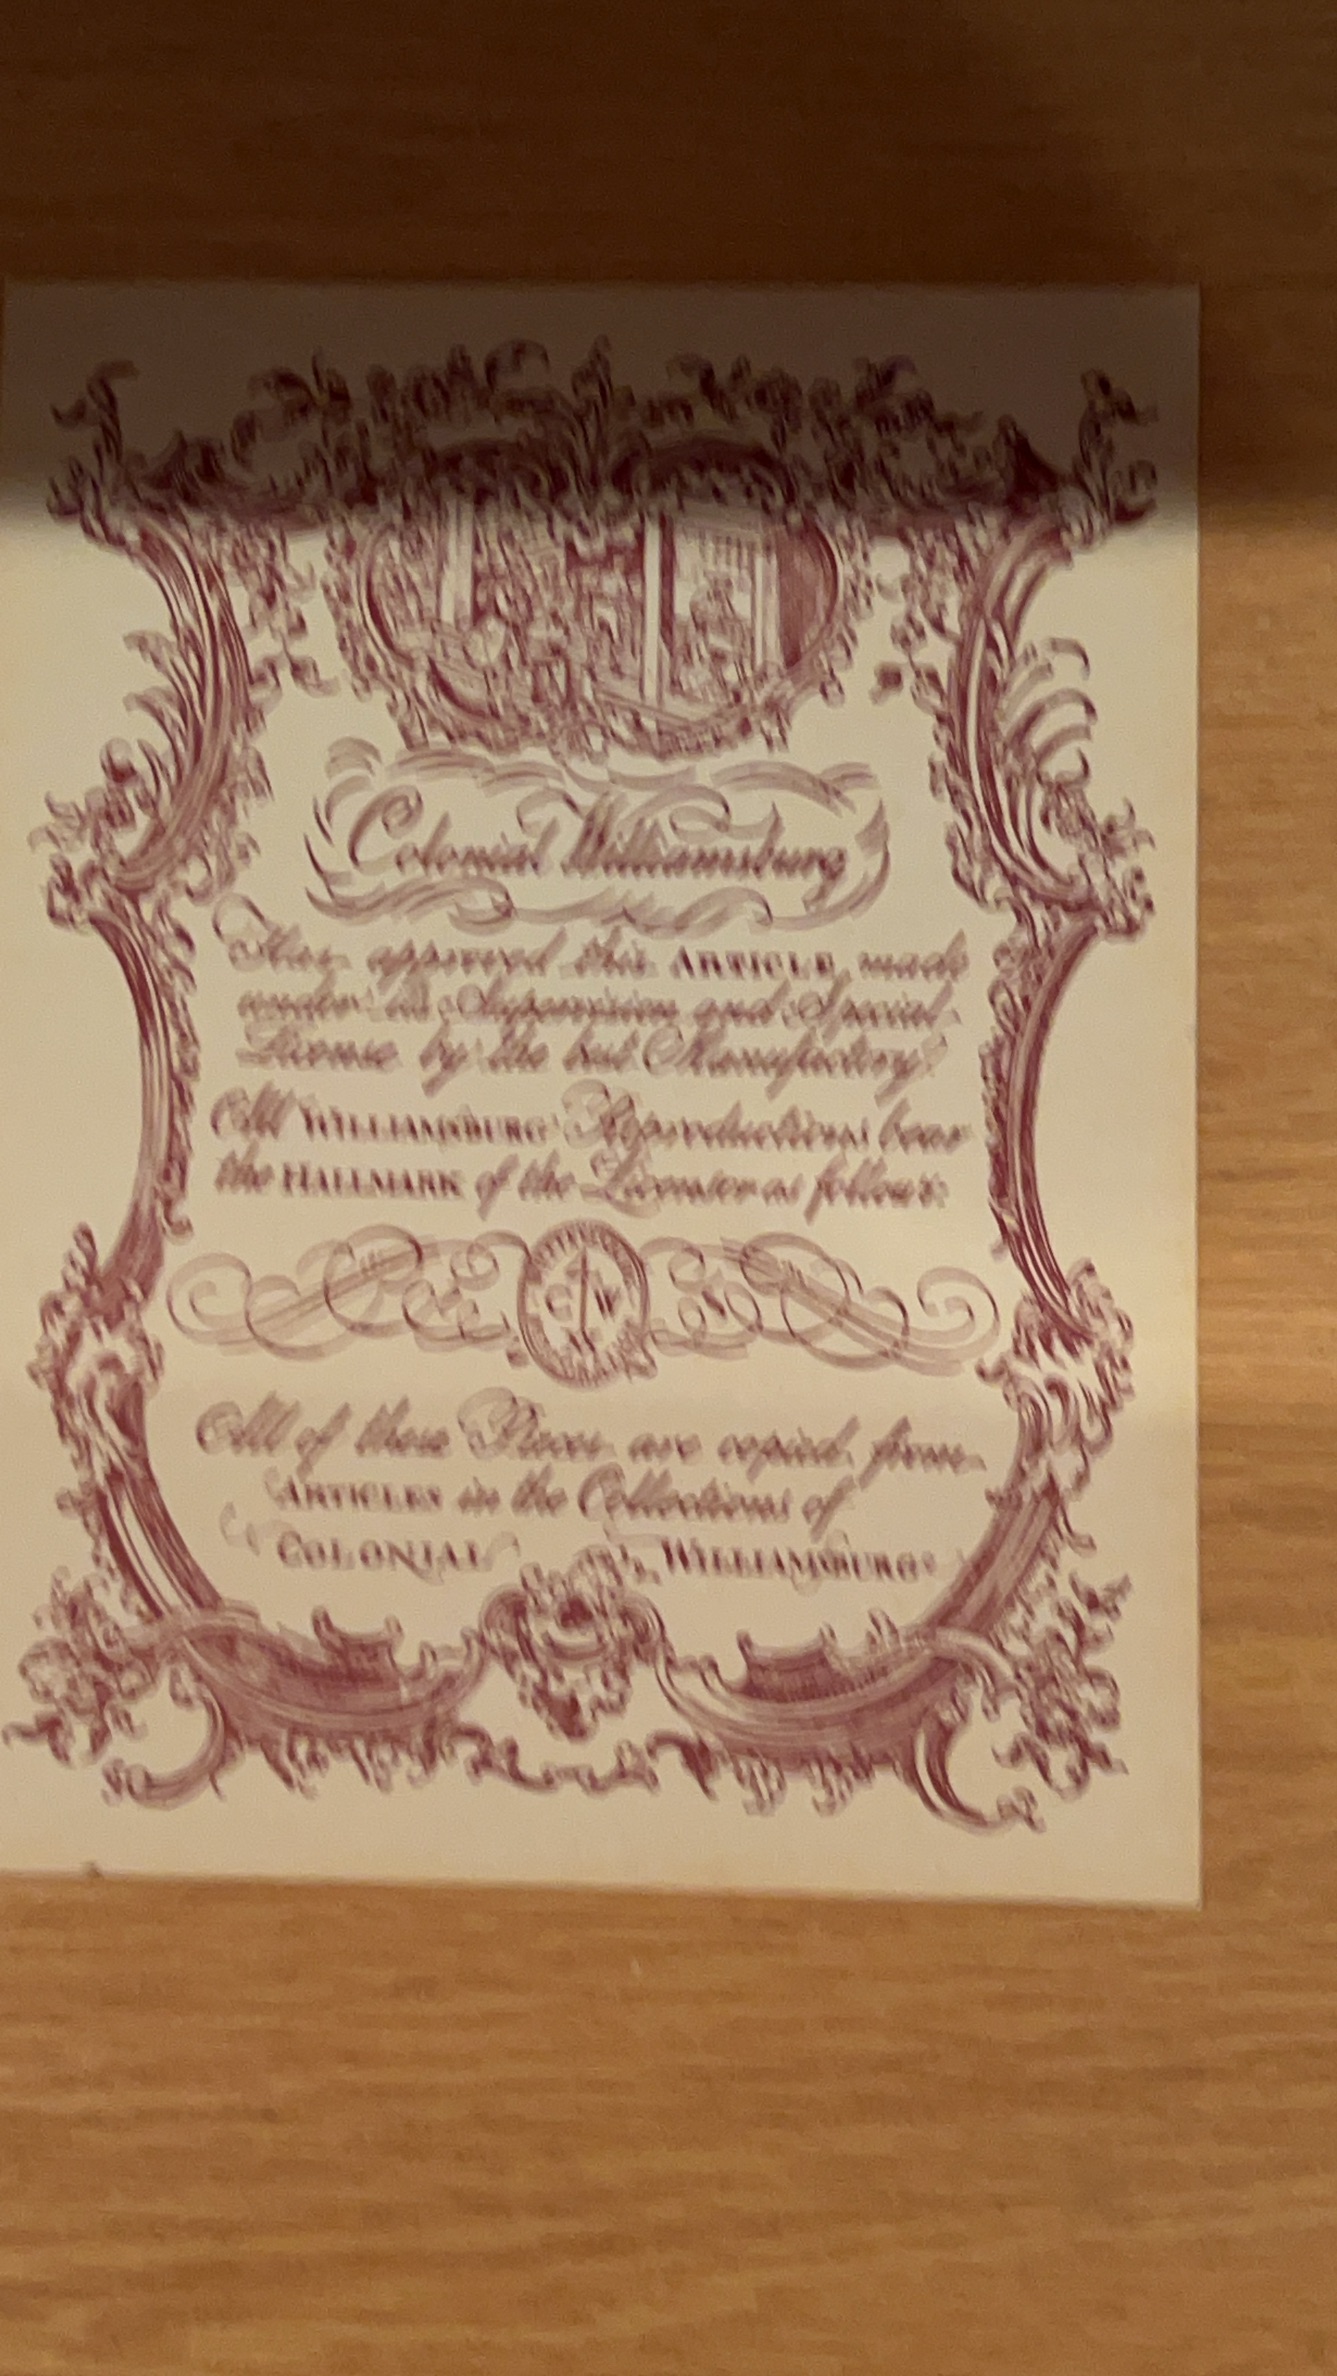 Colonial Williamsburg
Has approved this ARTICLE, made
under its Supervision and Special
License by the best Manufactory.
All WILLIAMSBURG Reproductions bear
the HALLMARK of the Licensor as follows:
C W
All of these Pieces are copied from
ARTICLES in the Collections of
COLONIAL WILLIAMSBURG